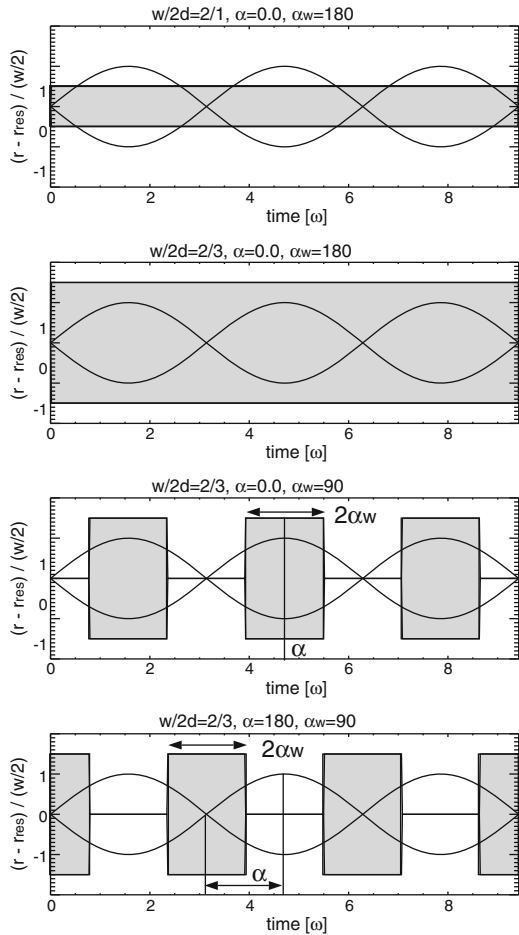 w/2d=2/1, α=0.0, αw=180
(r - rres) / (w/2)
1
0
-1
0 2 4 6 8
time [ω]
w/2d=2/3, α=0.0, αw=180
(r - rres) / (w/2)
1
0
-1
0 2 4 6 8
time [ω]
w/2d=2/3, α=0.0, αw=90
(r - rres) / (w/2)
1
0
-1
2αw
α
0 2 4 6 8
time [ω]
w/2d=2/3, α=180, αw=90
(r - rres) / (w/2)
1
0
-1
2αw
α
0 2 4 6 8
time [ω]